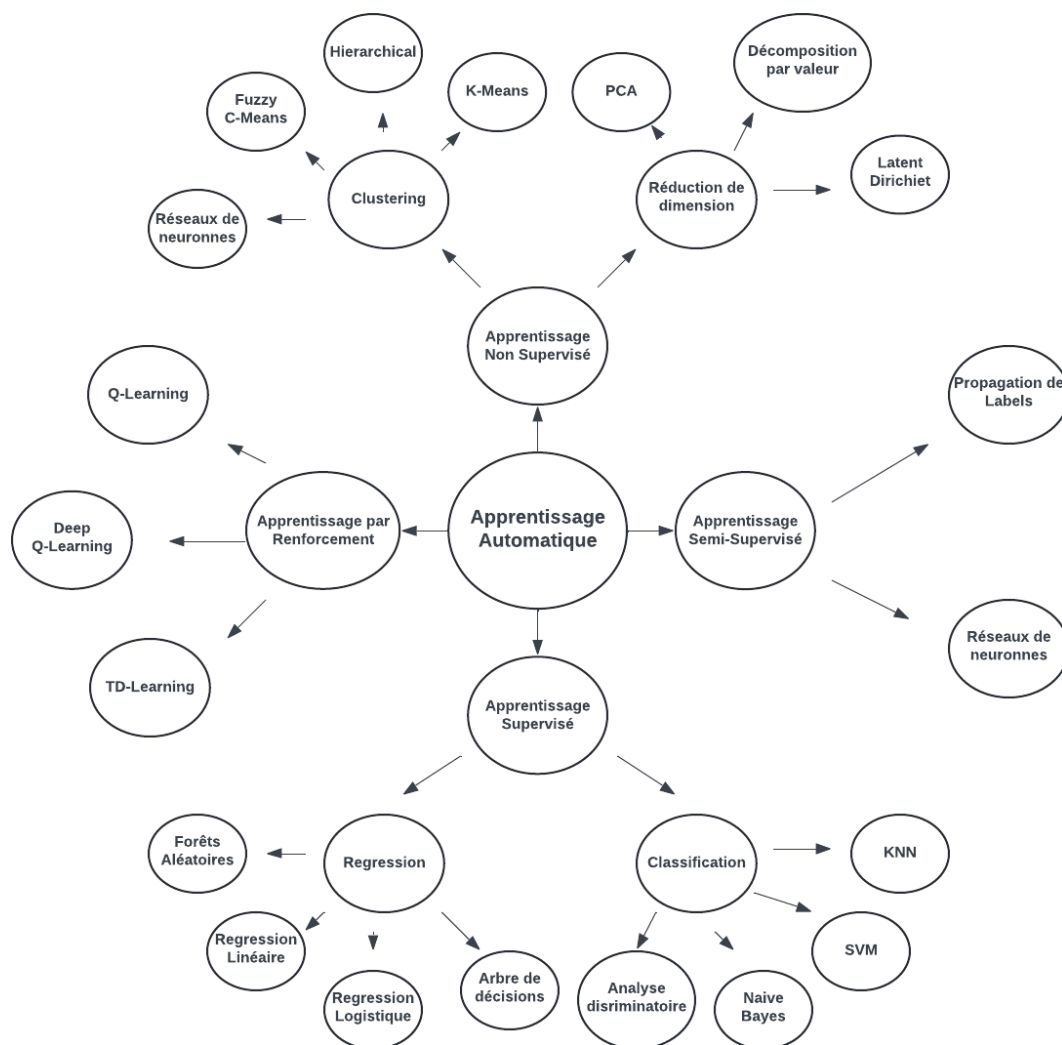 Hierarchical
Décomposition
par valeur
K-Means
PCA
Fuzzy
C-Means
Latent
Dirichiet
Clustering
Réduction de
dimension
Réseaux de
neuronnes
Apprentissage
Non Supervisé
Q-Learning
Propagation de
Labels
Deep
Q-Learning
Apprentissage par
Renforcement
Apprentissage
Automatique
Apprentissage
Semi-Supervisé
Réseaux de
neuronnes
TD-Learning
Apprentissage
Supervisé
Forêts
Aléatoires
Regression
Classification
KNN
Regression
Linéaire
SVM
Regression
Logistique
Arbre de
décisions
Analyse
disriminatoire
Naive
Bayes